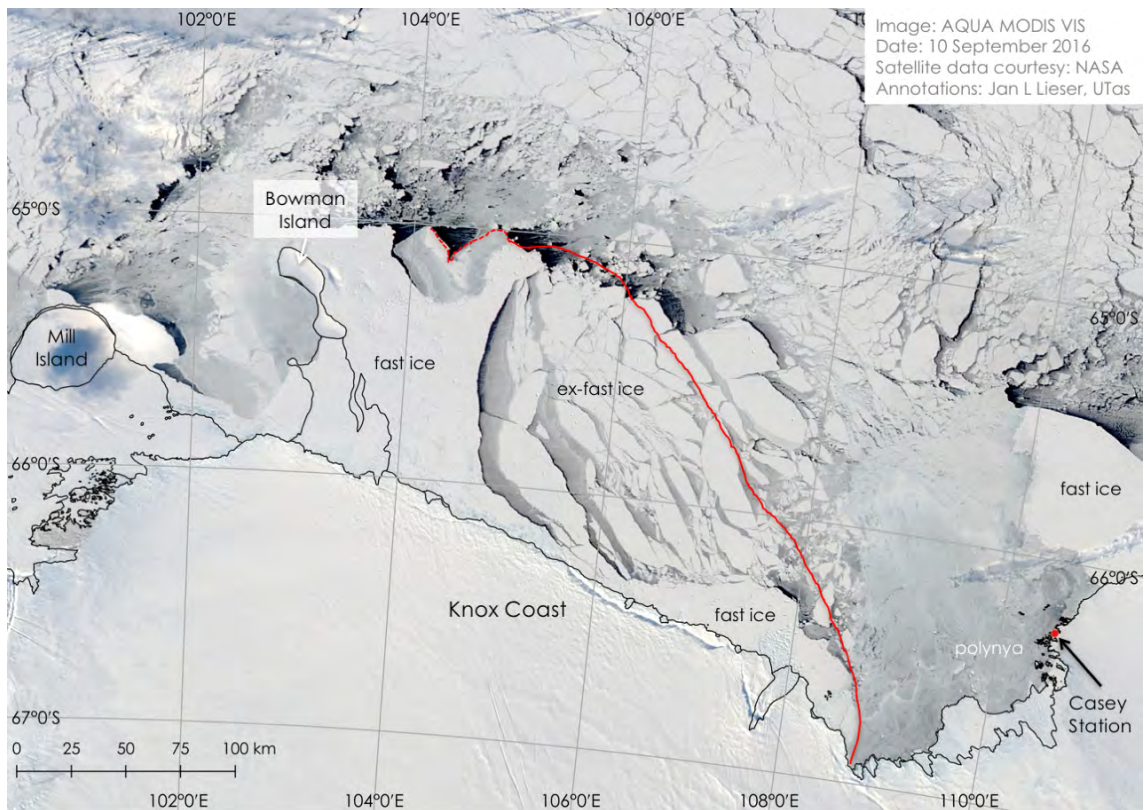 102°0'E
104°0'E
106°0'E
Image: AQUA MODIS VIS
Date: 10 September 2016
Satellite data courtesy: NASA
Annotations: Jan L Lieser, UTas
Bowman
Island
65°0'S
65°0'S
Mill
Island
fast ice
ex-fast ice
66°0'S
fast ice
66°0'S
Knox Coast
fast ice
polynya
Casey
Station
67°0'S
0 25 50 75 100 km
102°0'E
104°0'E
106°0'E
108°0'E
110°0'E